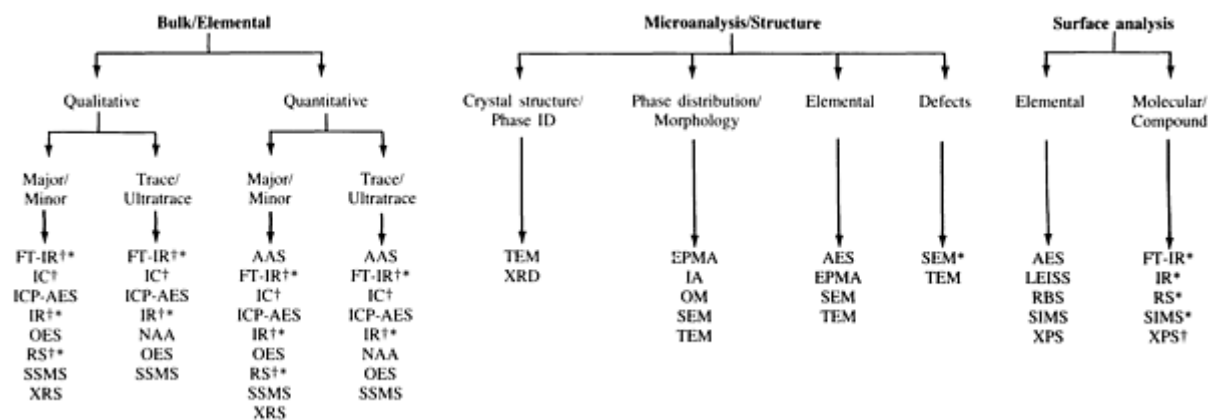 Bulk/Elemental
Qualitative
Major/
Minor
FT-IR†*
IC†
ICP-AES
IR†*
OES
RS†*
SSMS
XRS
Trace/
Ultratrace
FT-IR†*
IC†
ICP-AES
IR†*
NAA
OES
SSMS
Quantitative
Major/
Minor
AAS
FT-IR†*
IC†
ICP-AES
IR†*
OES
RS†*
SSMS
XRS
Trace/
Ultratrace
AAS
FT-IR†*
IC†
ICP-AES
IR†*
NAA
OES
SSMS
Microanalysis/Structure
Crystal structure/
Phase ID
TEM
XRD
Phase distribution/
Morphology
EPMA
IA
OM
SEM
TEM
Elemental
AES
EPMA
SEM
TEM
Defects
SEM*
TEM
Surface analysis
Elemental
AES
LEISS
RBS
SIMS
XPS
Molecular/
Compound
FT-IR*
IR*
RS*
SIMS*
XPS†